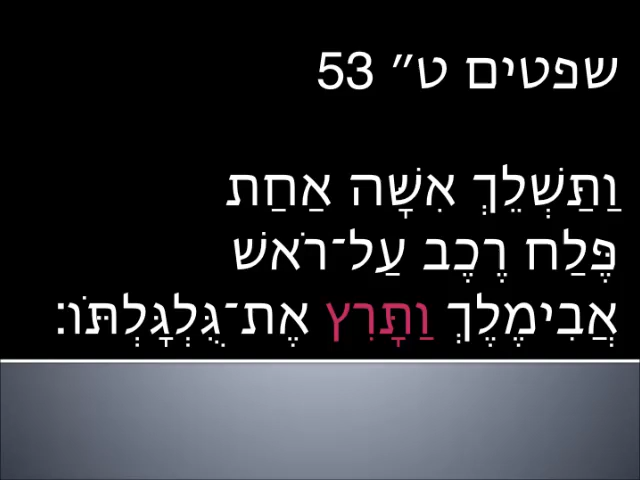 שפטים ט״ 53
וַתַּשְׁלֵךְ אִשָּׁה אַחַת
פֶּלַח רֶכֶב עַל־רֹאשׁ
אֲבִימֶלֶךְ וַתָּרִץ אֶת־גֻּלְגָּלְתּוֹ׃